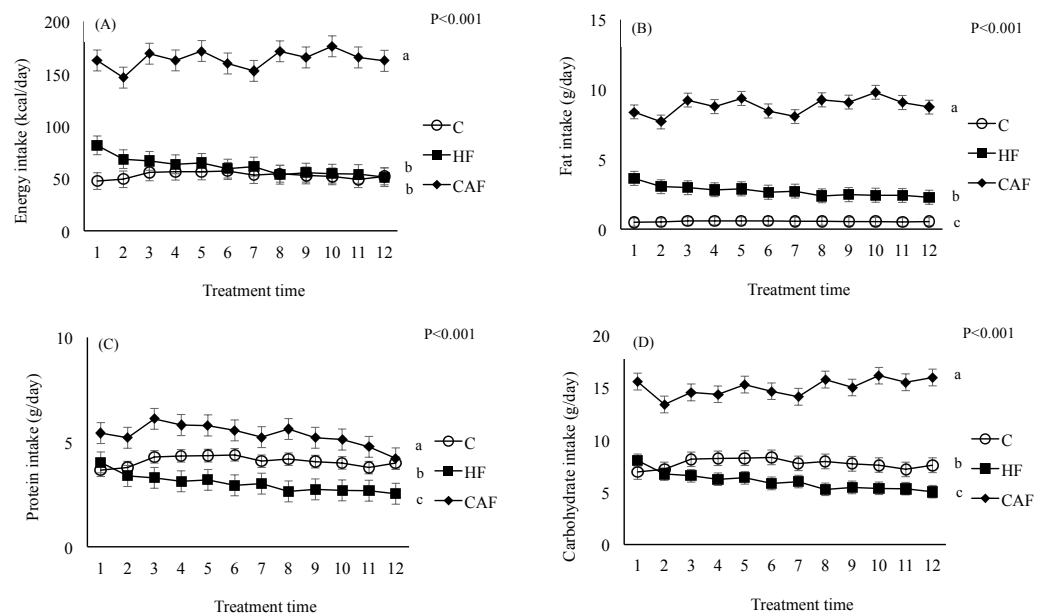 (A)
P<0.001
Energy intake (kcal/day)
200
150
100
50
0
a
b
b
C
HF
CAF
1 2 3 4 5 6 7 8 9 10 11 12
Treatment time
(B)
P<0.001
Fat intake (g/day)
15
10
5
0
a
b
c
C
HF
CAF
1 2 3 4 5 6 7 8 9 10 11 12
Treatment time
(C)
P<0.001
Protein intake (g/day)
10
5
0
a
b
c
C
HF
CAF
1 2 3 4 5 6 7 8 9 10 11 12
Treatment time
(D)
P<0.001
Carbohydrate intake (g/day)
20
15
10
5
0
a
b
c
C
HF
CAF
1 2 3 4 5 6 7 8 9 10 11 12
Treatment time